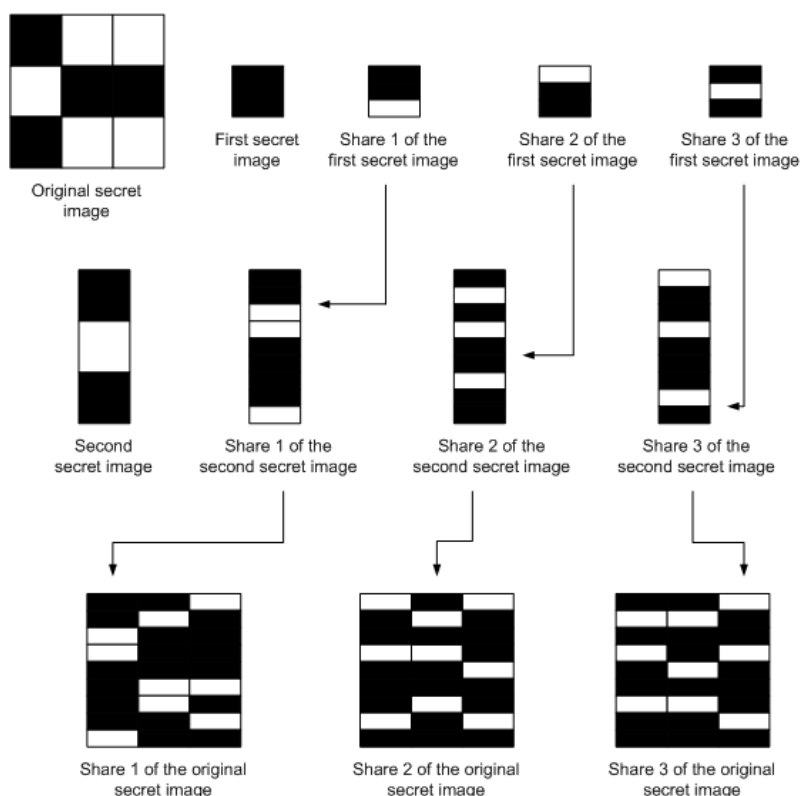 First secret
image
Share 1 of the
first secret image
Share 2 of the
first secret image
Share 3 of the
first secret image
Original secret
image
Second
secret image
Share 1 of the
second secret image
Share 2 of the
second secret image
Share 3 of the
second secret image
Share 1 of the original
secret image
Share 2 of the original
secret image
Share 3 of the original
secret image